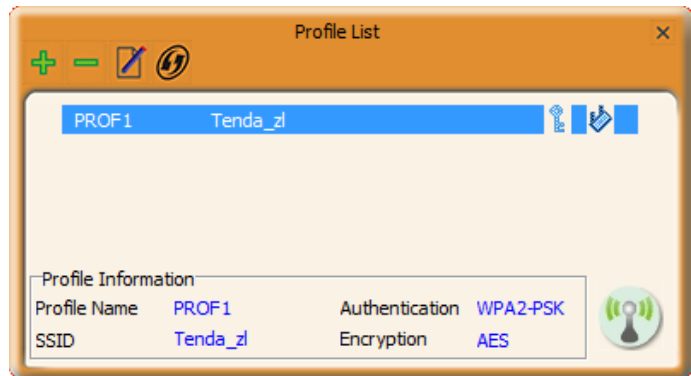 Profile List
PROF1 Tenda_zl
Profile Information
Profile Name PROF1 Authentication WPA2-PSK
SSID Tenda_zl Encryption AES